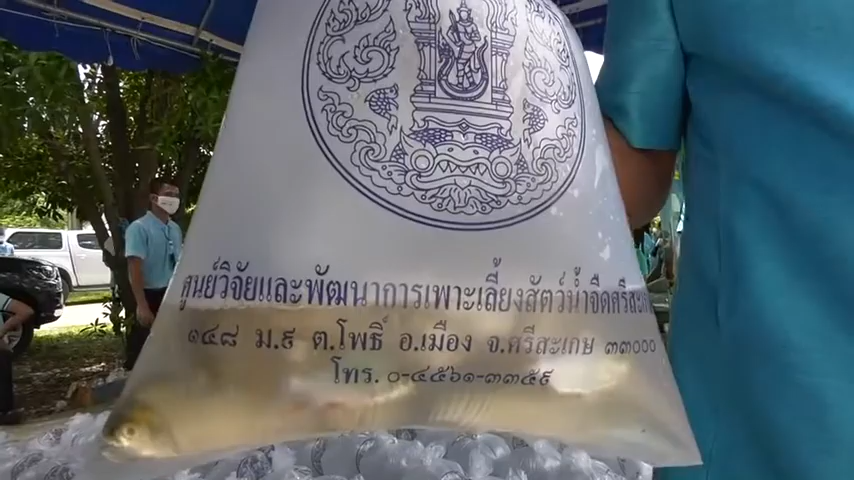 ศูนย์วิจัยและพัฒนาการเพาะเลี้ยงสัตว์น้ำจืดศรีสะเกษ
๑๔๘ ม.๕ ต.โพธิ์ อ.เมือง จ.ศรีสะเกษ ๓๓๐๐๐
โทร. ๐-๔๕๖๑-๓๓๕๙